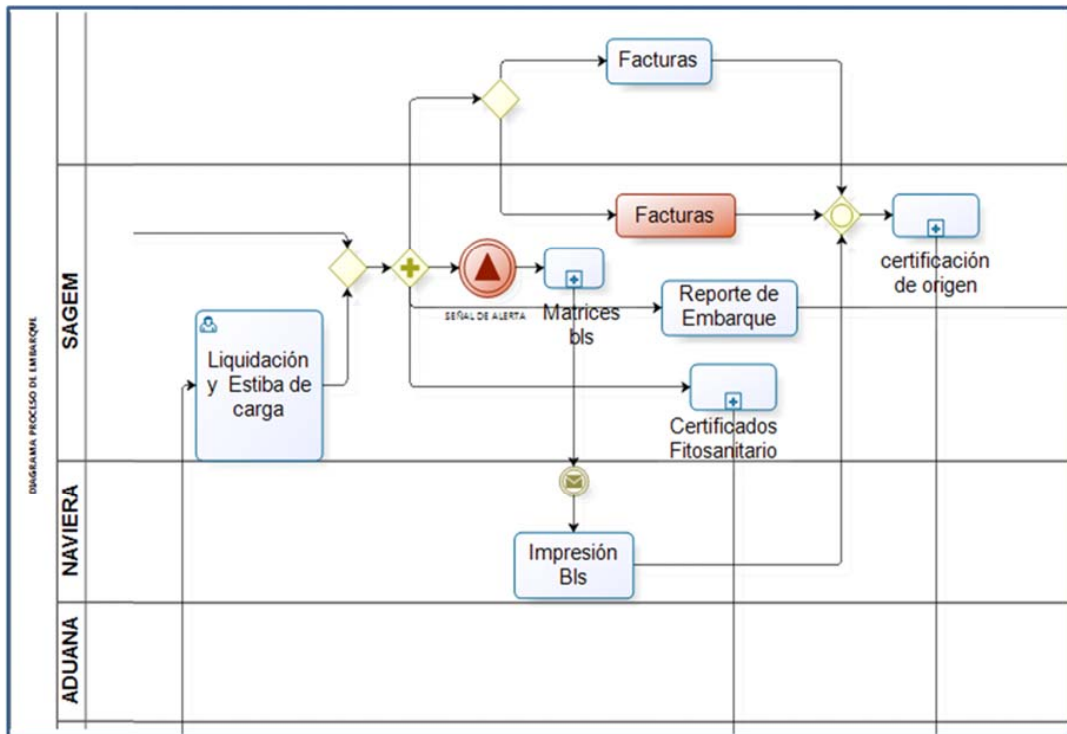 DIAGRAMA PROCESO DE EMBARQUE
SAGEM
NAVIERA
ADUANA
Facturas
Facturas
certificación
de origen
SEÑAL DE ALERTA
Matrices
bls
Reporte de
Embarque
Liquidación
y Estiba de
carga
Certificados
Fitosanitario
Impresión
Bls